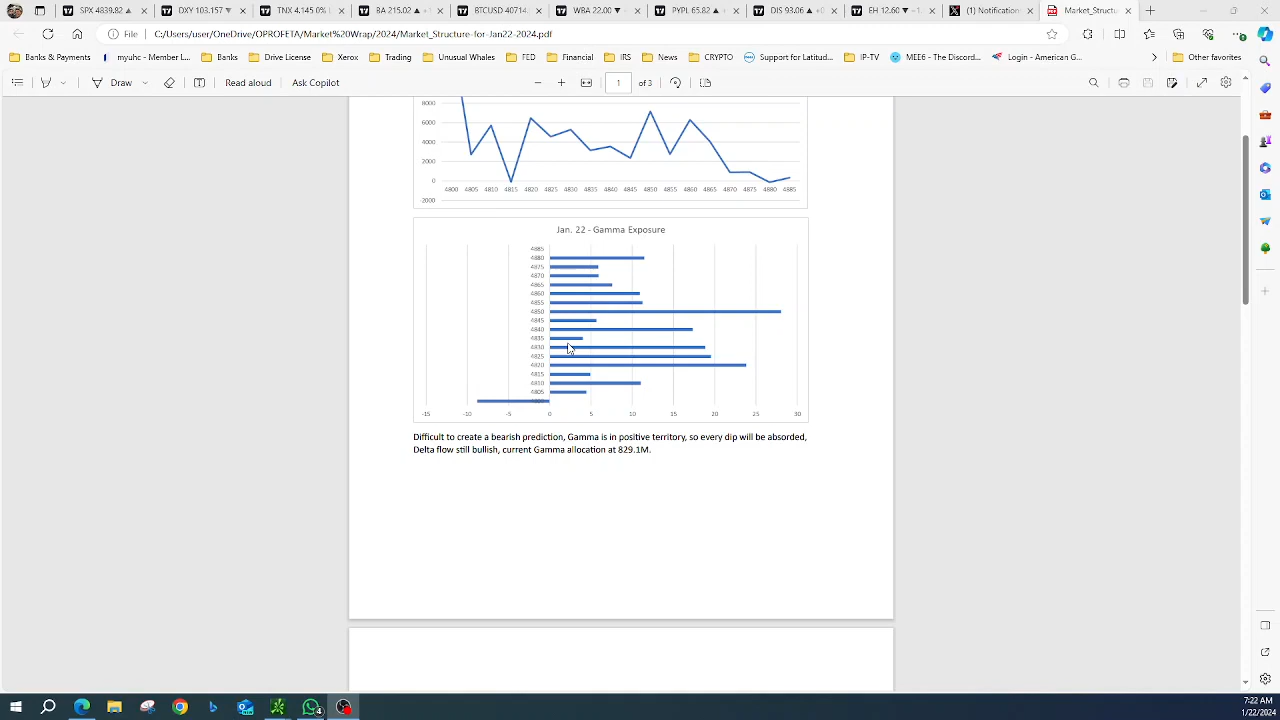 SPX 4839.82 ▲ +
DXY 103.157 ▼
TNX 4.145.0% (
BA 215.02 ▲ +1
BTCUSD 40714.
WBA 22.00 ▼ −
PYPL 65.82 ▲ +
DIS 93.06 ▲ +0
EH 12.60 ▼ −1.
(1) Notification
Market_Structu
File
C:/Users/user/OneDrive/OPROFETA/Market%20Wrap/2024/Market_Structure-for-Jan22-2024.pdf
Banks e Payments
myuhc - Member I...
Banks
Drive Licence
Xerox
Trading
Unusual Whales
FED
Financial
IRS
News
CRYPTO
Support for Latitud...
IP-TV
MEE6 - The Discord...
Login - American G...
Other favorites
Draw
Read aloud
Ask Copilot
1
of 3
8000
6000
4000
2000
0
2000
4800 4805 4810 4815 4820 4825 4830 4835 4840 4845 4850 4855 4860 4865 4870 4875 4880 4885
Jan. 22 - Gamma Exposure
4885
4880
4875
4870
4865
4860
4855
4850
4845
4840
4835
4830
4825
4820
4815
4810
4805
4800
-15 -10 -5 0 5 10 15 20 25 30
Difficult to create a bearish prediction, Gamma is in positive territory, so every dip will be absorded,
Delta flow still bullish, current Gamma allocation at 829.1M.
7:22 AM
1/22/2024